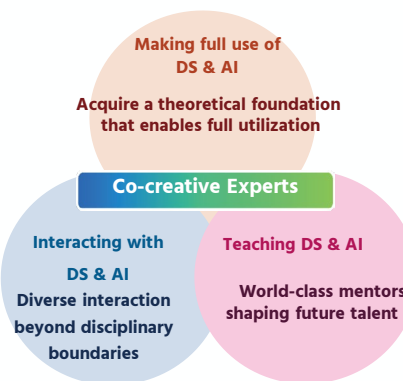 Making full use of
DS & AI
Acquire a theoretical foundation
that enables full utilization
Co-creative Experts
Interacting with
DS & AI
Diverse interaction
beyond disciplinary
boundaries
Teaching DS & AI
World-class mentors
shaping future talent